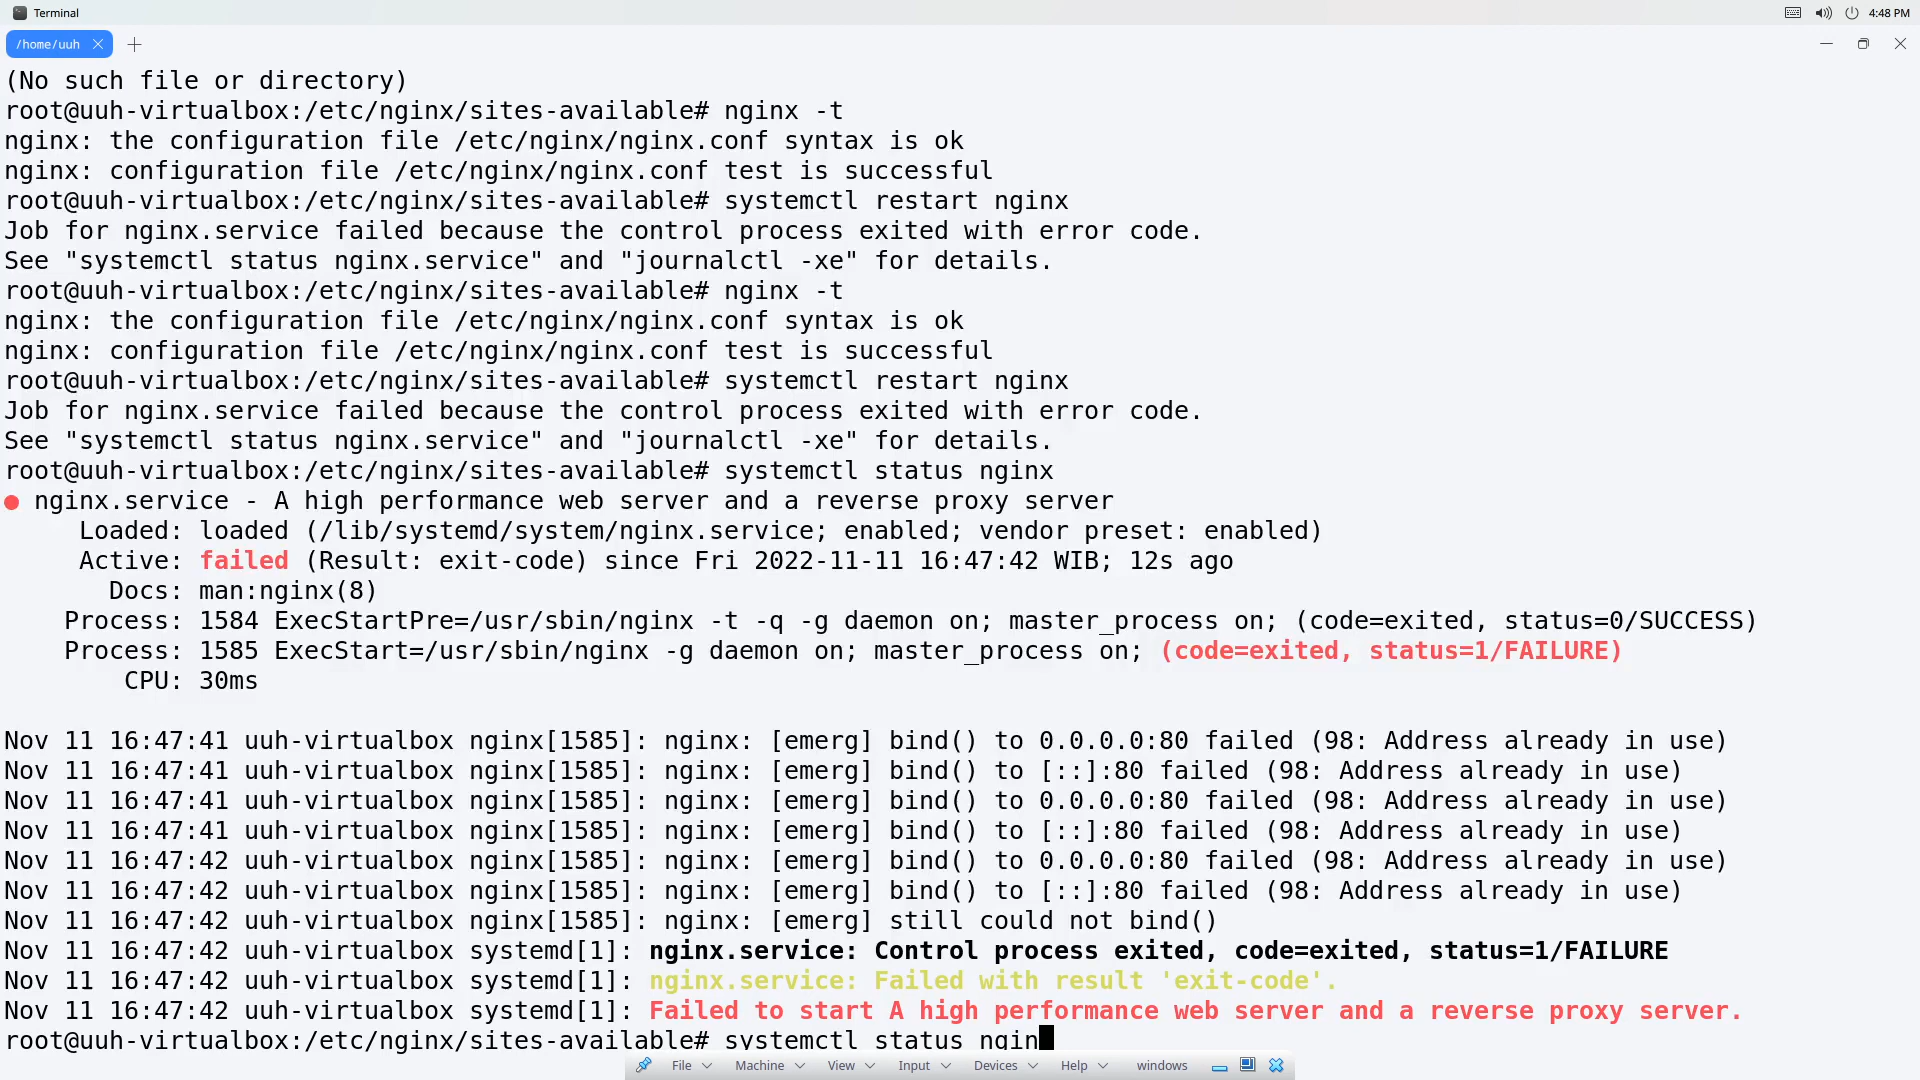 Terminal
4:48 PM
/home/uuh
(No such file or directory)
root@uuh-virtualbox:/etc/nginx/sites-available# nginx -t
nginx: the configuration file /etc/nginx/nginx.conf syntax is ok
nginx: configuration file /etc/nginx/nginx.conf test is successful
root@uuh-virtualbox:/etc/nginx/sites-available# systemctl restart nginx
Job for nginx.service failed because the control process exited with error code.
See "systemctl status nginx.service" and "journalctl -xe" for details.
root@uuh-virtualbox:/etc/nginx/sites-available# nginx -t
nginx: the configuration file /etc/nginx/nginx.conf syntax is ok
nginx: configuration file /etc/nginx/nginx.conf test is successful
root@uuh-virtualbox:/etc/nginx/sites-available# systemctl restart nginx
Job for nginx.service failed because the control process exited with error code.
See "systemctl status nginx.service" and "journalctl -xe" for details.
root@uuh-virtualbox:/etc/nginx/sites-available# systemctl status nginx
● nginx.service - A high performance web server and a reverse proxy server
Loaded: loaded (/lib/systemd/system/nginx.service; enabled; vendor preset: enabled)
Active: failed (Result: exit-code) since Fri 2022-11-11 16:47:42 WIB; 12s ago
Docs: man:nginx(8)
Process: 1584 ExecStartPre=/usr/sbin/nginx -t -q -g daemon on; master_process on; (code=exited, status=0/SUCCESS)
Process: 1585 ExecStart=/usr/sbin/nginx -g daemon on; master_process on; (code=exited, status=1/FAILURE)
CPU: 30ms
Nov 11 16:47:41 uuh-virtualbox nginx[1585]: nginx: [emerg] bind() to 0.0.0.0:80 failed (98: Address already in use)
Nov 11 16:47:41 uuh-virtualbox nginx[1585]: nginx: [emerg] bind() to [::]:80 failed (98: Address already in use)
Nov 11 16:47:41 uuh-virtualbox nginx[1585]: nginx: [emerg] bind() to 0.0.0.0:80 failed (98: Address already in use)
Nov 11 16:47:41 uuh-virtualbox nginx[1585]: nginx: [emerg] bind() to [::]:80 failed (98: Address already in use)
Nov 11 16:47:42 uuh-virtualbox nginx[1585]: nginx: [emerg] bind() to 0.0.0.0:80 failed (98: Address already in use)
Nov 11 16:47:42 uuh-virtualbox nginx[1585]: nginx: [emerg] bind() to [::]:80 failed (98: Address already in use)
Nov 11 16:47:42 uuh-virtualbox nginx[1585]: nginx: [emerg] still could not bind()
Nov 11 16:47:42 uuh-virtualbox systemd[1]: nginx.service: Control process exited, code=exited, status=1/FAILURE
Nov 11 16:47:42 uuh-virtualbox systemd[1]: nginx.service: Failed with result 'exit-code'.
Nov 11 16:47:42 uuh-virtualbox systemd[1]: Failed to start A high performance web server and a reverse proxy server.
root@uuh-virtualbox:/etc/nginx/sites-available# systemctl status ngin
File Machine View Input Devices Help windows